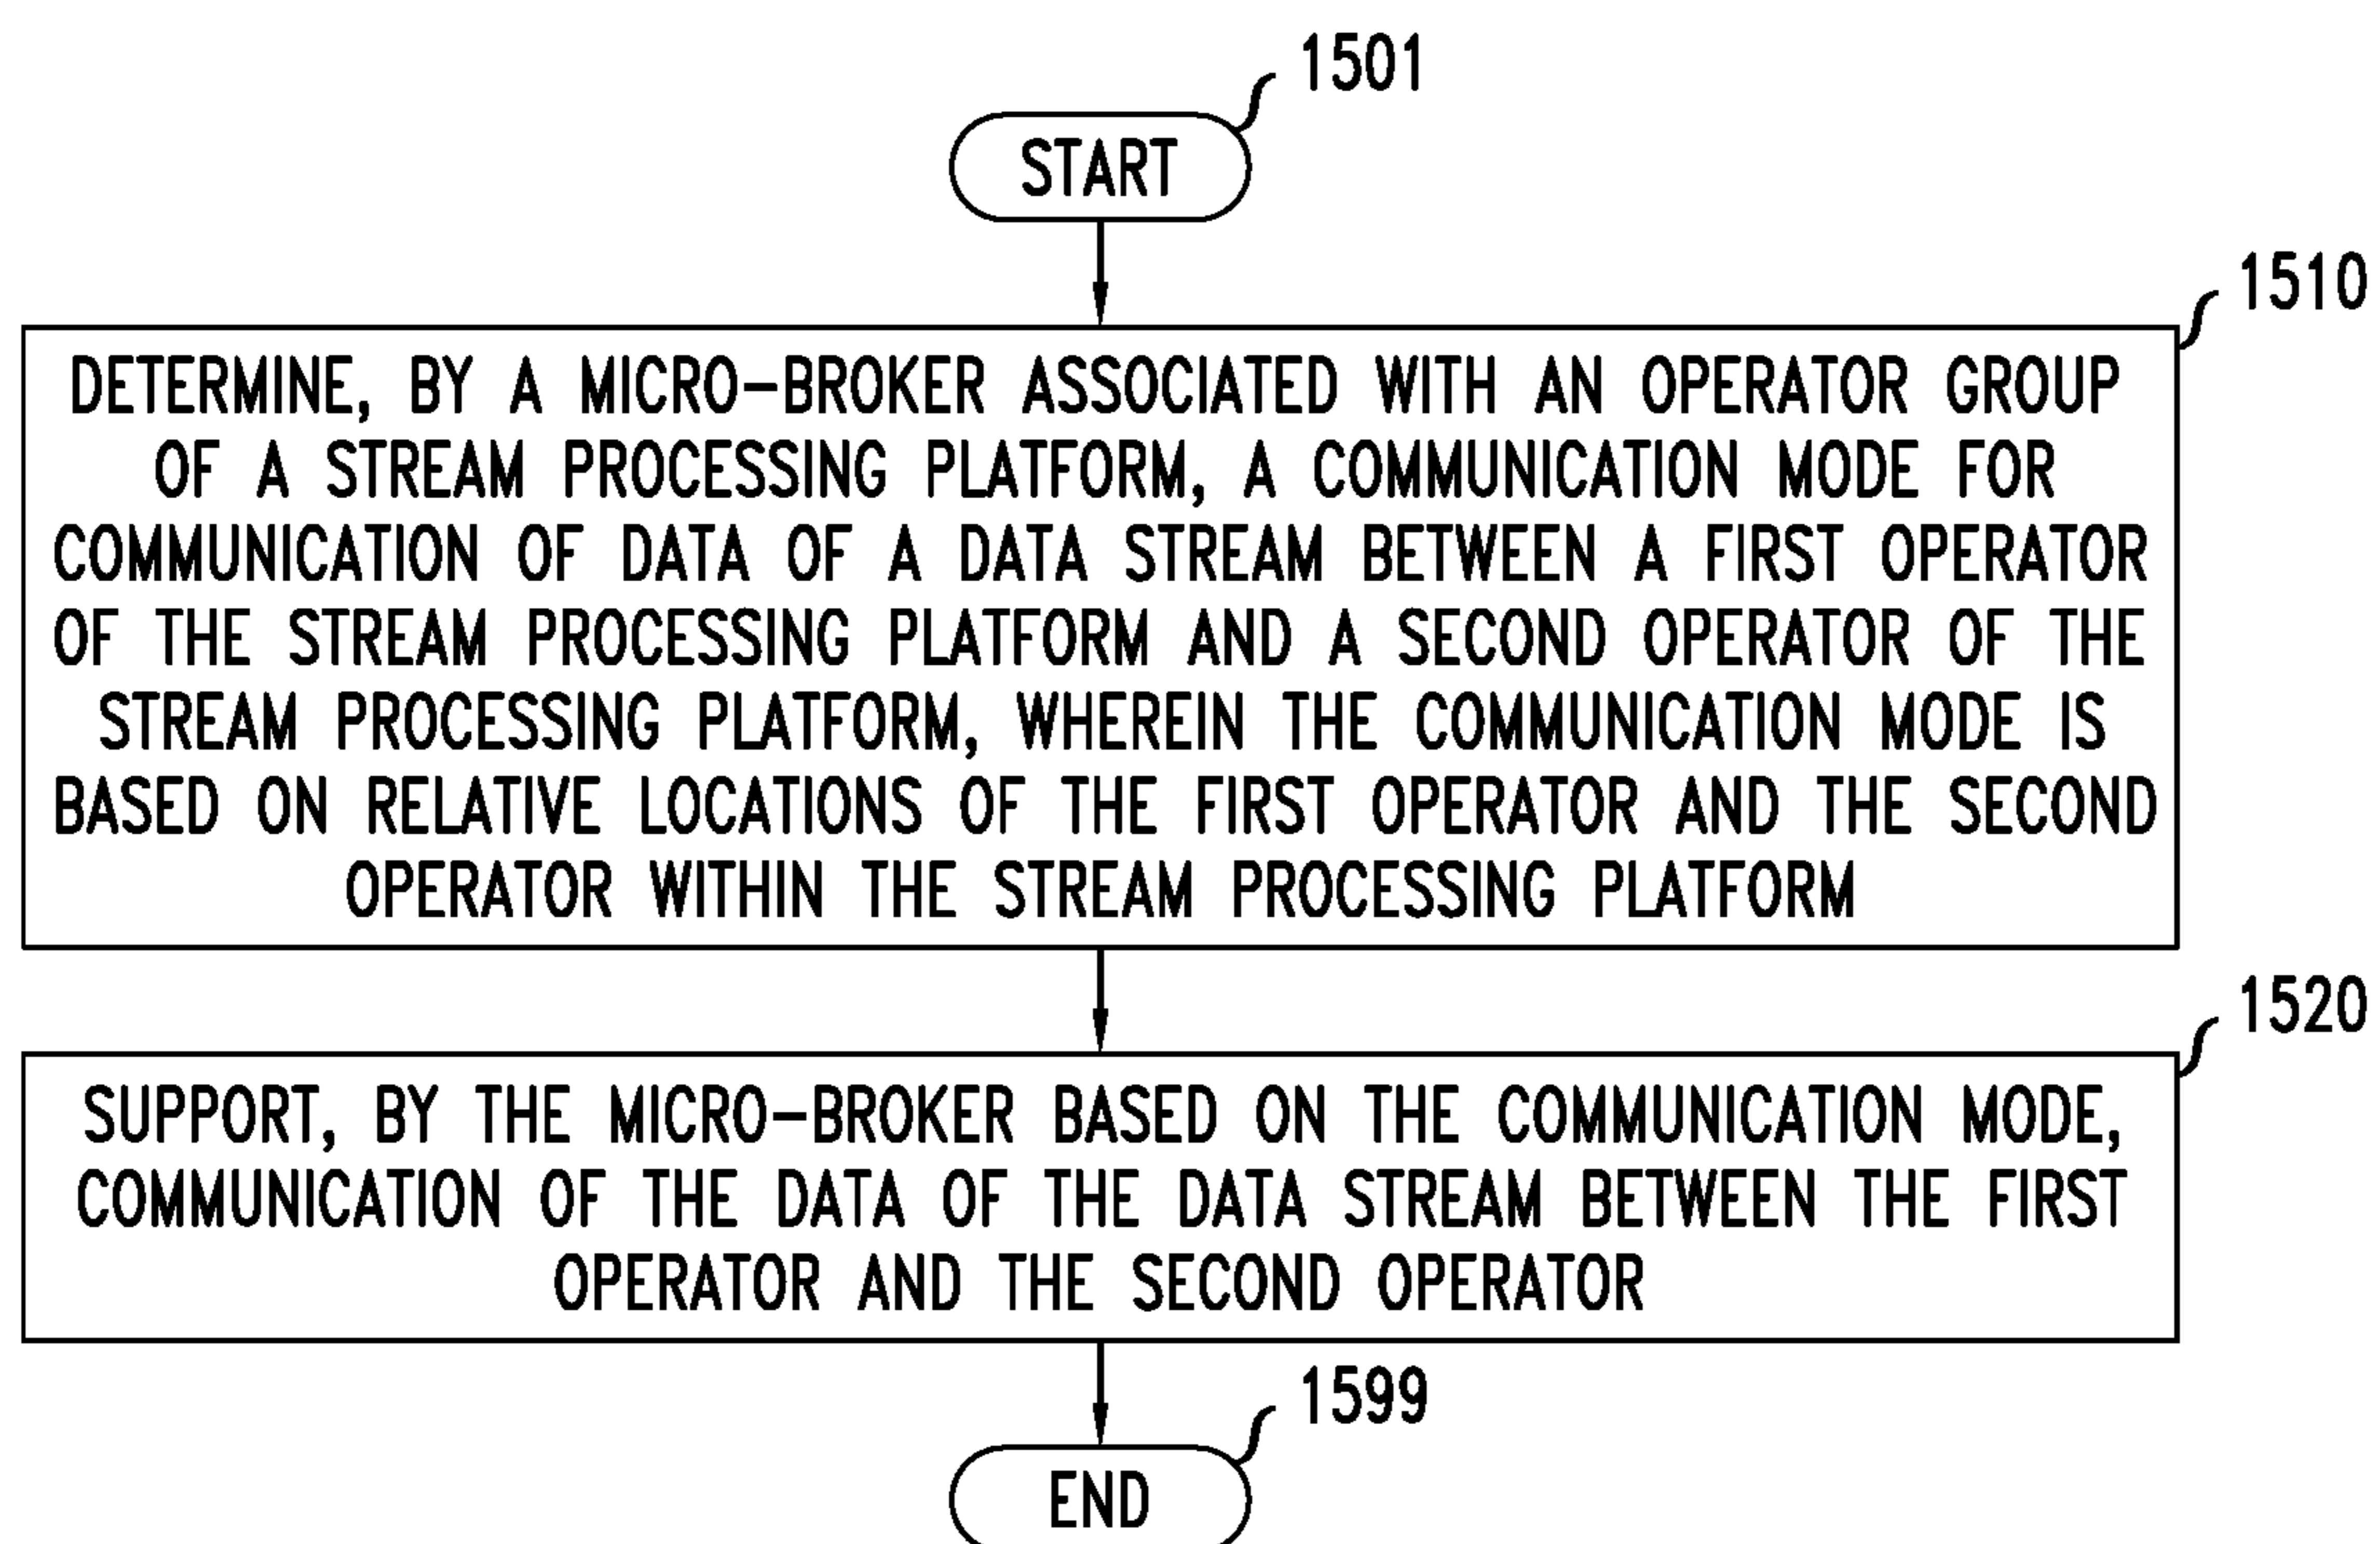 1501
START
1510
DETERMINE, BY A MICRO-BROKER ASSOCIATED WITH AN OPERATOR GROUP
OF A STREAM PROCESSING PLATFORM, A COMMUNICATION MODE FOR
COMMUNICATION OF DATA OF A DATA STREAM BETWEEN A FIRST OPERATOR
OF THE STREAM PROCESSING PLATFORM AND A SECOND OPERATOR OF THE
STREAM PROCESSING PLATFORM, WHEREIN THE COMMUNICATION MODE IS
BASED ON RELATIVE LOCATIONS OF THE FIRST OPERATOR AND THE SECOND
OPERATOR WITHIN THE STREAM PROCESSING PLATFORM
1520
SUPPORT, BY THE MICRO-BROKER BASED ON THE COMMUNICATION MODE,
COMMUNICATION OF THE DATA OF THE DATA STREAM BETWEEN THE FIRST
OPERATOR AND THE SECOND OPERATOR
1599
END